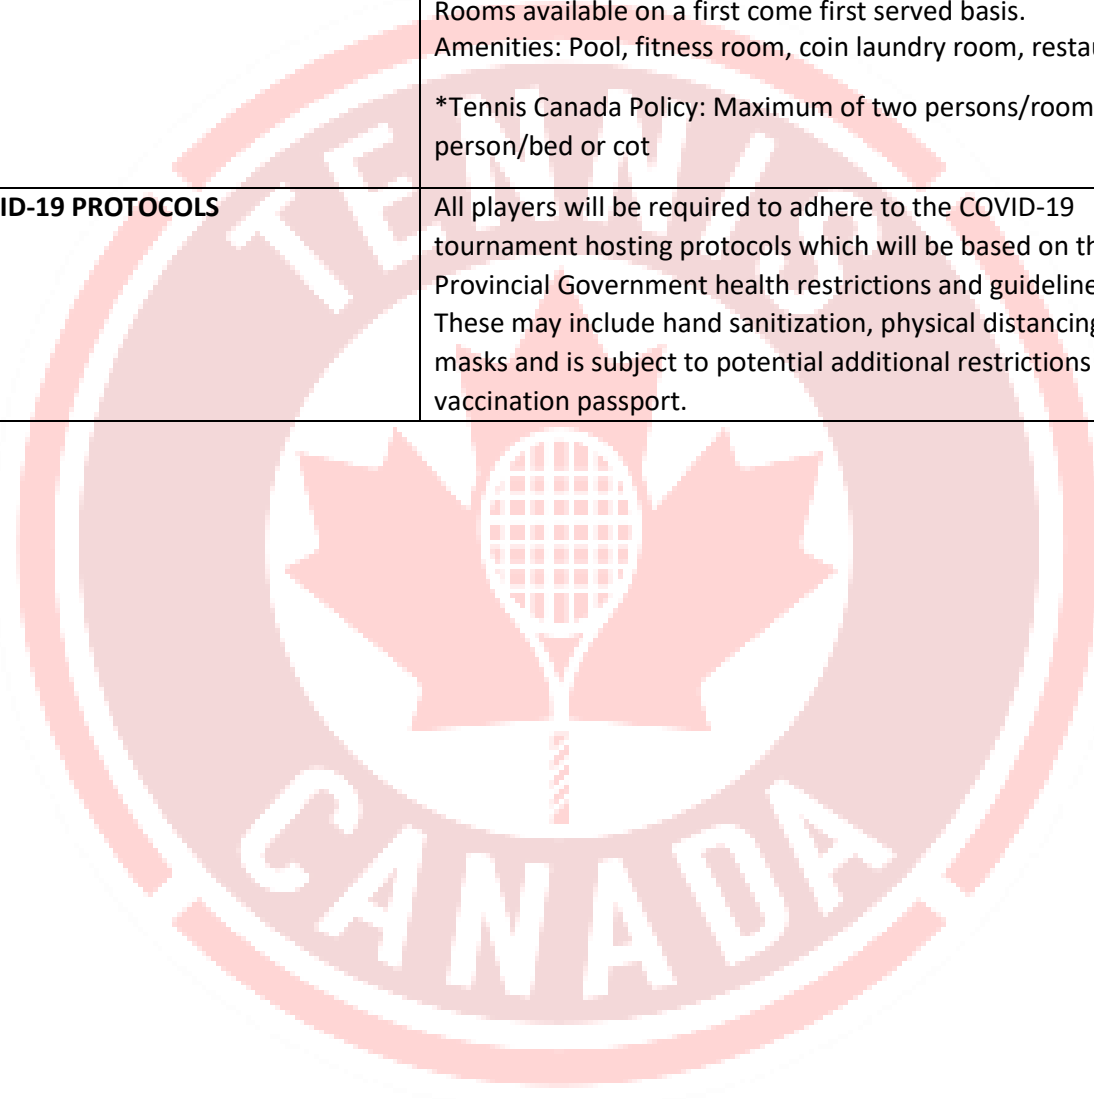 Rooms available on a first come first served basis.
Amenities: Pool, fitness room, coin laundry room, restau
*Tennis Canada Policy: Maximum of two persons/room
person/bed or cot
ID-19 PROTOCOLS
All players will be required to adhere to the COVID-19
tournament hosting protocols which will be based on th
Provincial Government health restrictions and guideline
These may include hand sanitization, physical distancing
masks and is subject to potential additional restrictions
vaccination passport.
TENNIS
CANADA